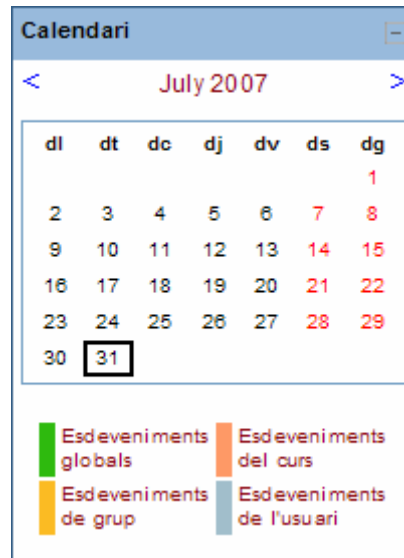 Calendari
< July 2007 >
dl dt dc dj dv ds dg
1
2 3 4 5 6 7 8
9 10 11 12 13 14 15
16 17 18 19 20 21 22
23 24 25 26 27 28 29
30 31
Esdeveniments globals
Esdeveniments del curs
Esdeveniments de grup
Esdeveniments de l'usuari